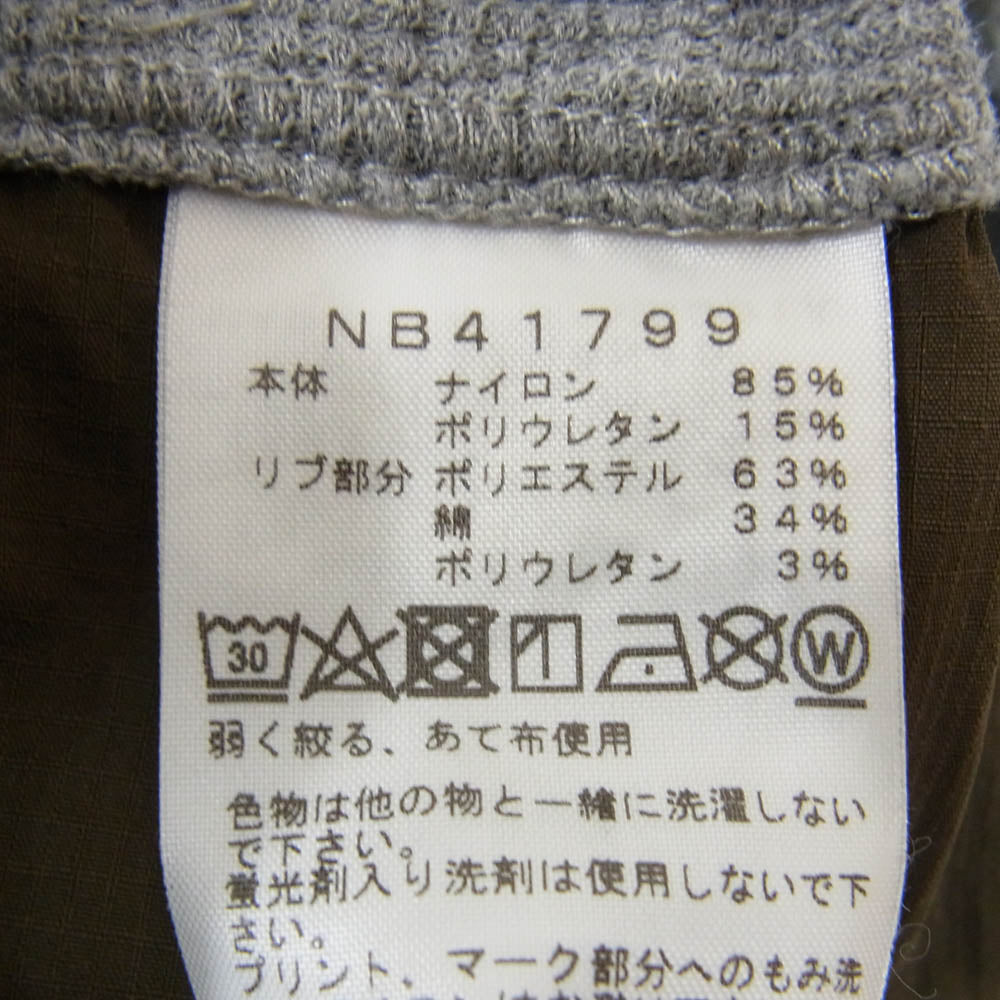 NB41799
本体 ナイロン 85%
ポリウレタン 15%
リブ部分 ポリエステル 63%
綿 34%
ポリウレタン 3%
30 W
弱く絞る、あて布使用
色物は他の物と一緒に洗濯しない
で下さい。
蛍光剤入り洗剤は使用しないで下
さい。
プリント、マーク部分へのもみ洗